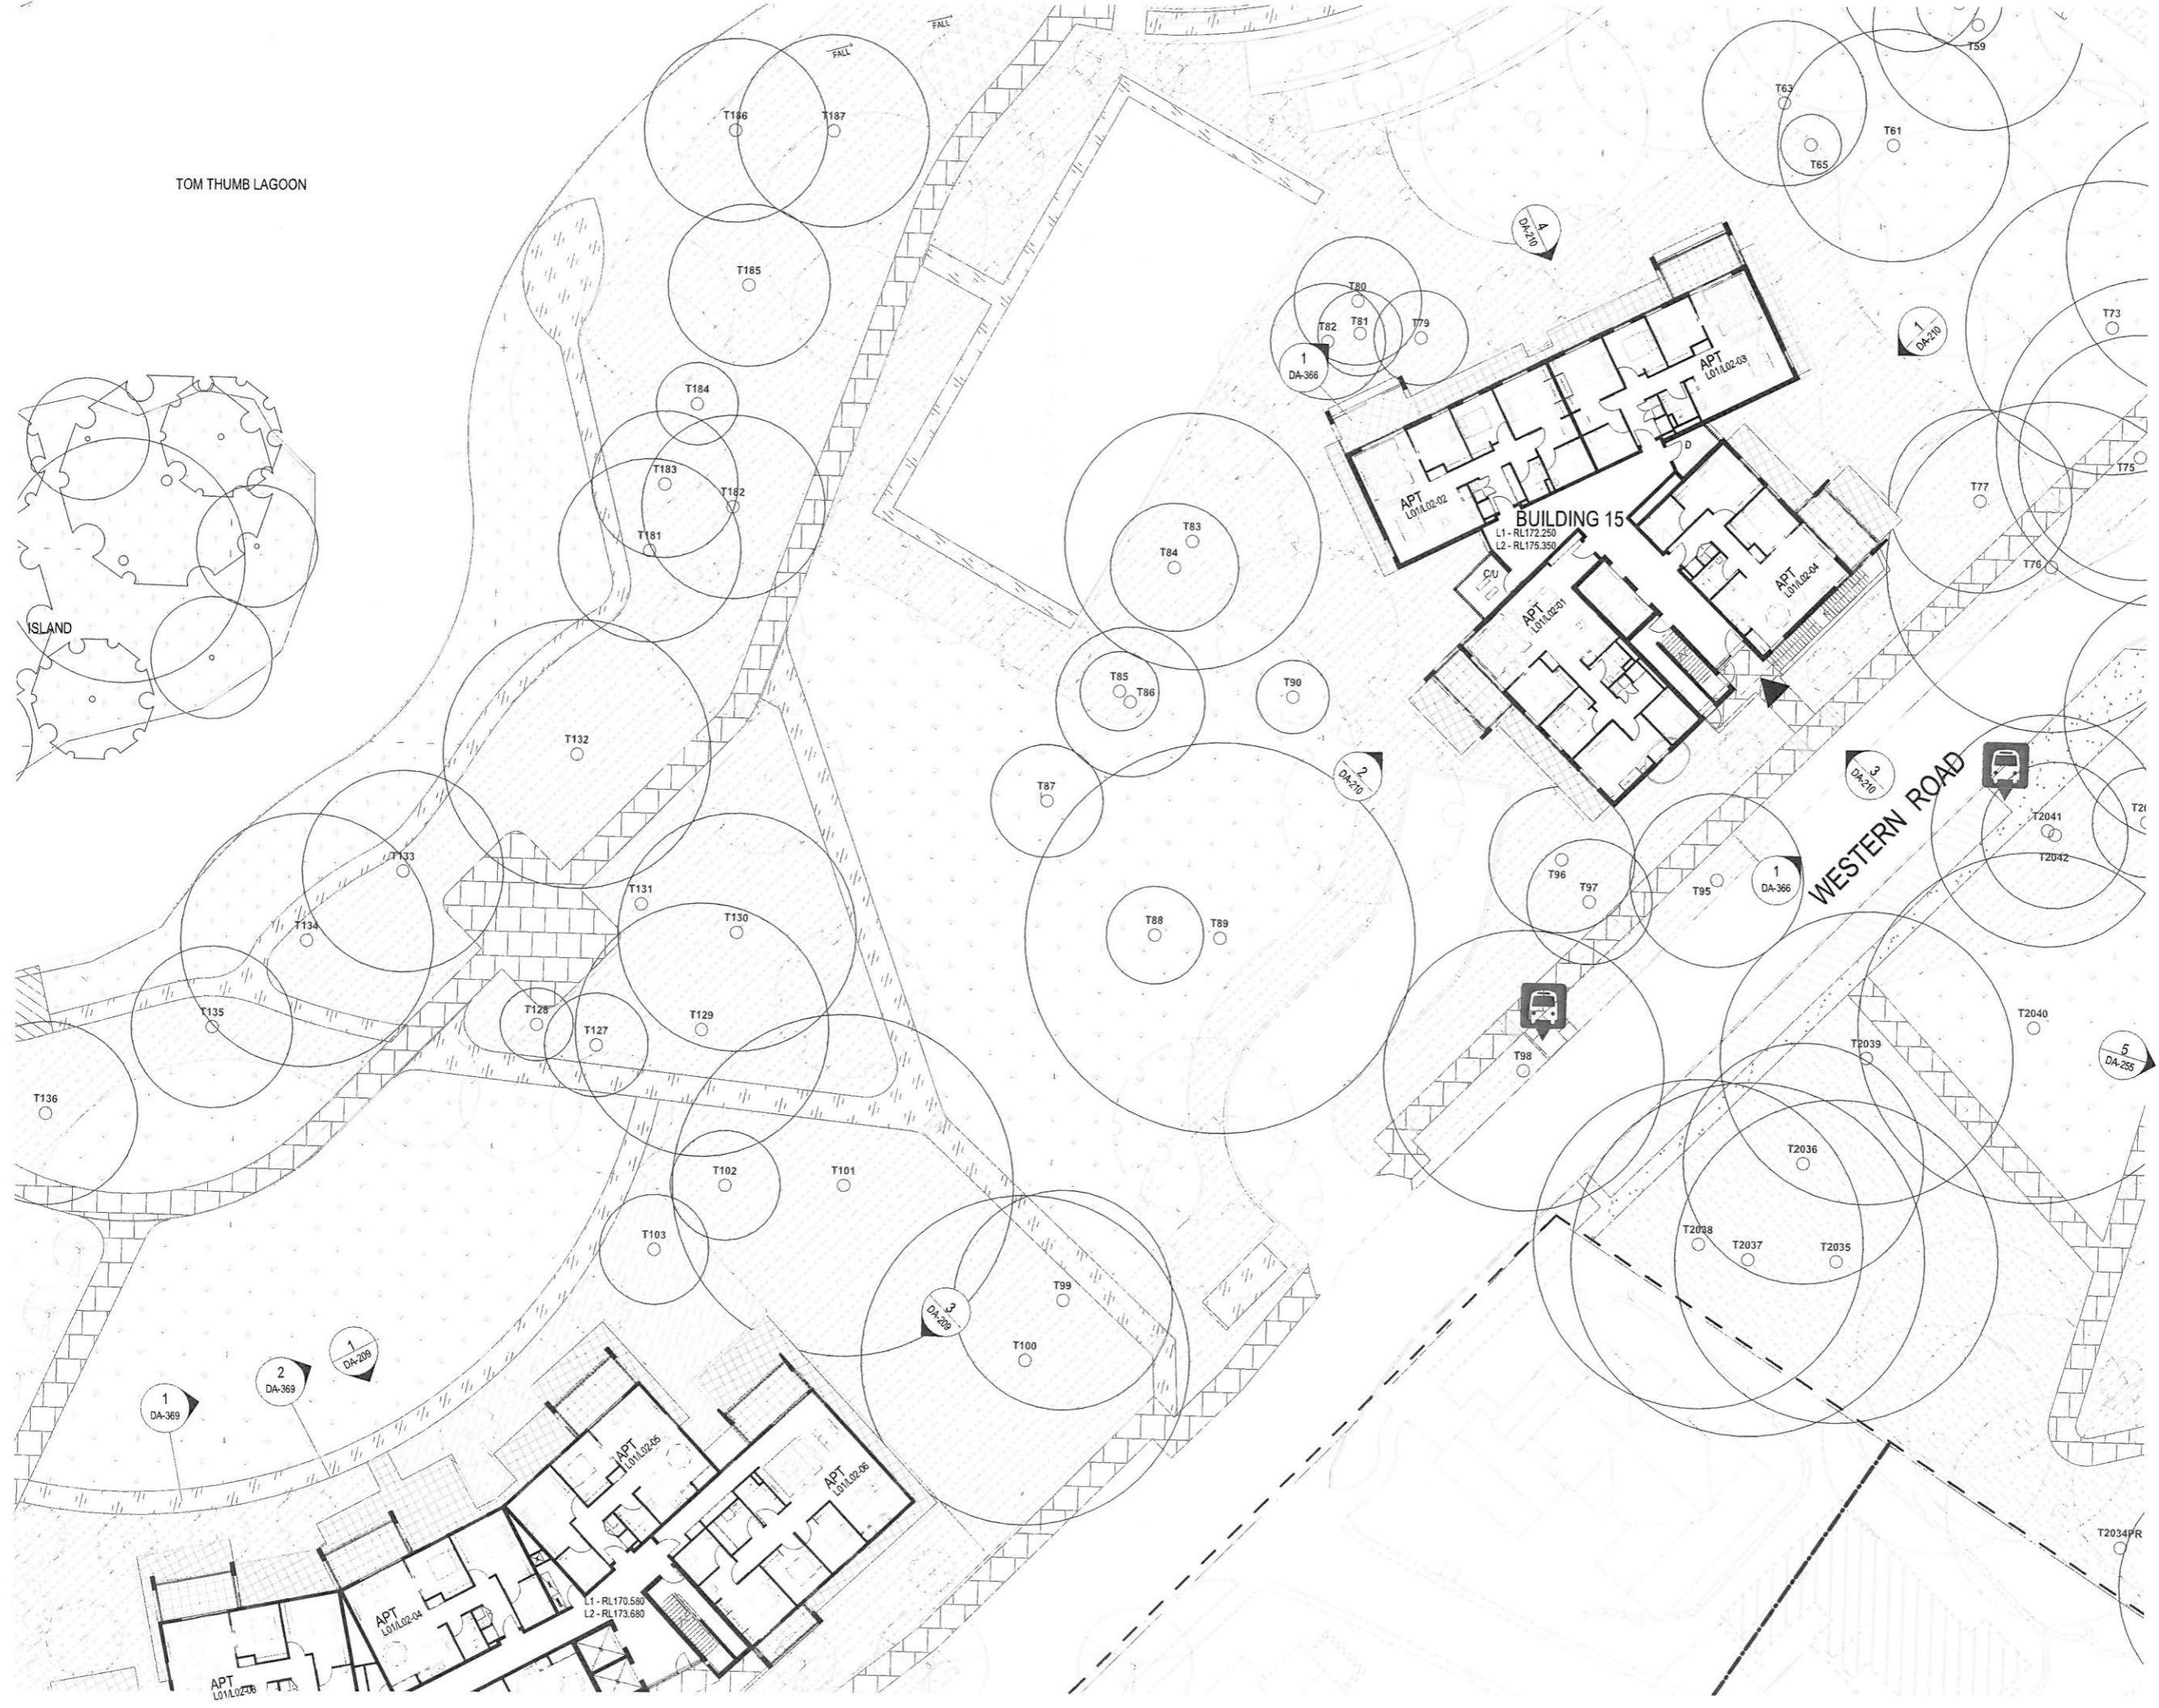 FALL
FALL
T59
T63
T186
T187
T61
T65
TOM THUMB LAGOON
4
DA-210
T185
T80
T82
T81
T79
1
DA-210
T73
1
DA-366
APT
L01/L02-03
T184
D
T183
T182
APT
L01/L02-02
T75
T77
BUILDING 15
L1 - RL172.250
L2 - RL175.350
T83
T84
T181
T76
C/U
APT
L01/L02-04
APT
L01/L02-01
ISLAND
T85
T86
T90
T132
2
DA-210
3
DA-210
T87
WESTERN ROAD
T2041
T2042
T133
T96
T97
T95
1
DA-366
T131
T130
T134
T88
T89
T135
T128
T127
T129
T98
T2040
T2039
5
DA-255
T136
T102
T101
T2036
T103
T2038
T2037
T2035
T99
3
DA-209
T100
1
DA-209
2
DA-369
1
DA-369
APT
L01/L02-05
APT
L01/L02-06
T2034PR
L1 - RL170.580
L2 - RL173.680
APT
L01/L02-04
APT